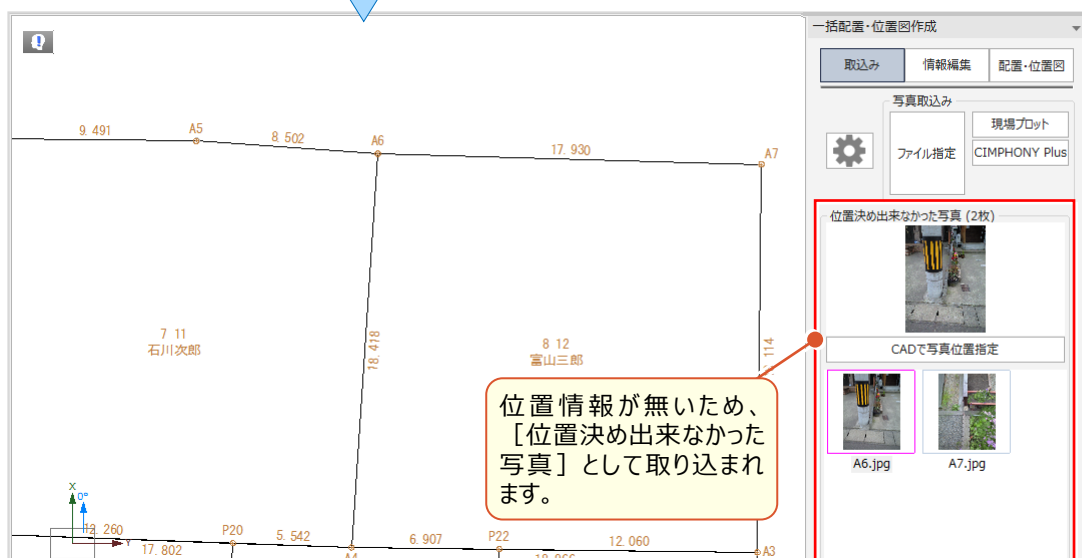 一括配置・位置図作成
取込み
情報編集
配置・位置図
写真取込み
ファイル指定
現場プロット
CIMPHONY Plus
位置決め出来なかった写真 (2枚)
CADで写真位置指定
A6.jpg
A7.jpg
9.491
A5
8.502
A6
17.930
A7
7 11
石川次郎
18.418
8 12
富山三郎
位置情報が無いため、
［位置決め出来なかった
写真］として取り込まれ
ます。
X
0°
Y
12.260
17.802
P20
5.542
A4
6.907
P22
12.060
18.966
A3